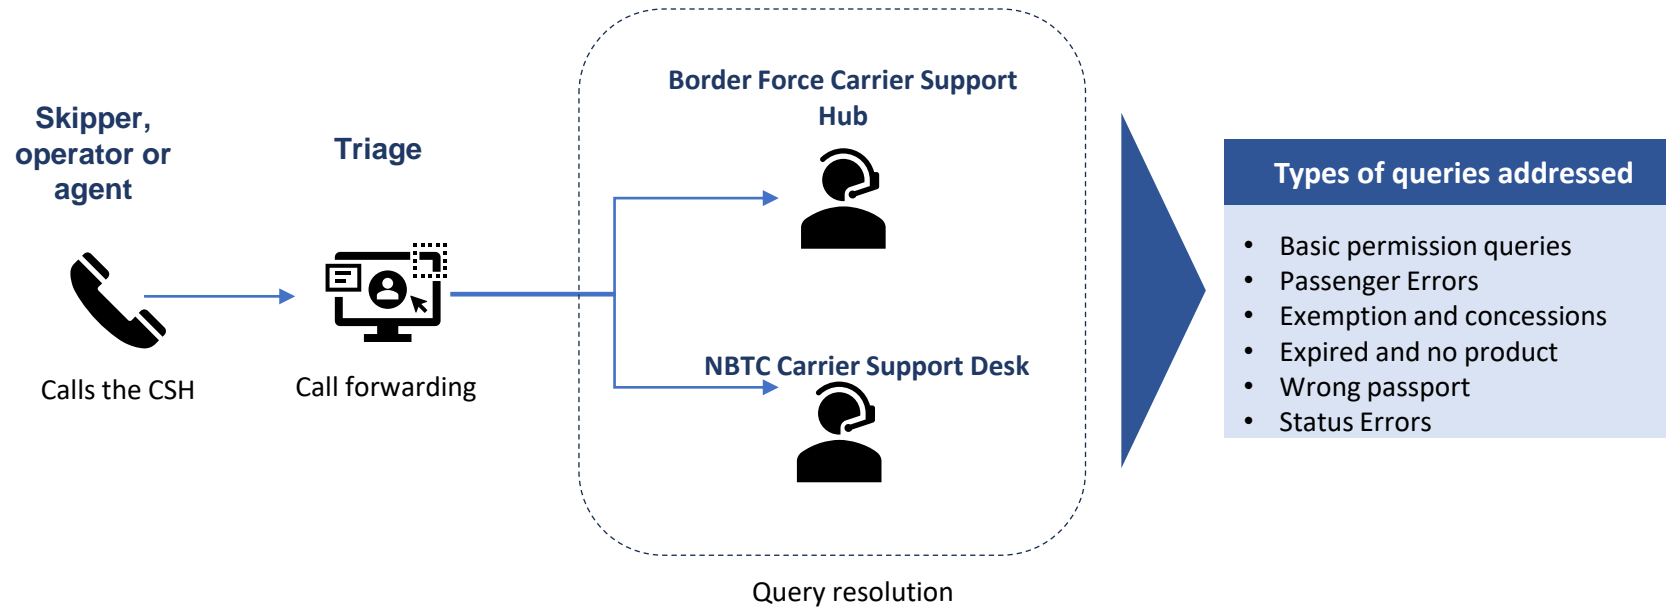 Skipper,
operator or
agent
Calls the CSH
Triage
Call forwarding
Border Force Carrier Support
Hub
NBTC Carrier Support Desk
Query resolution
Types of queries addressed
• Basic permission queries
• Passenger Errors
• Exemption and concessions
• Expired and no product
• Wrong passport
• Status Errors